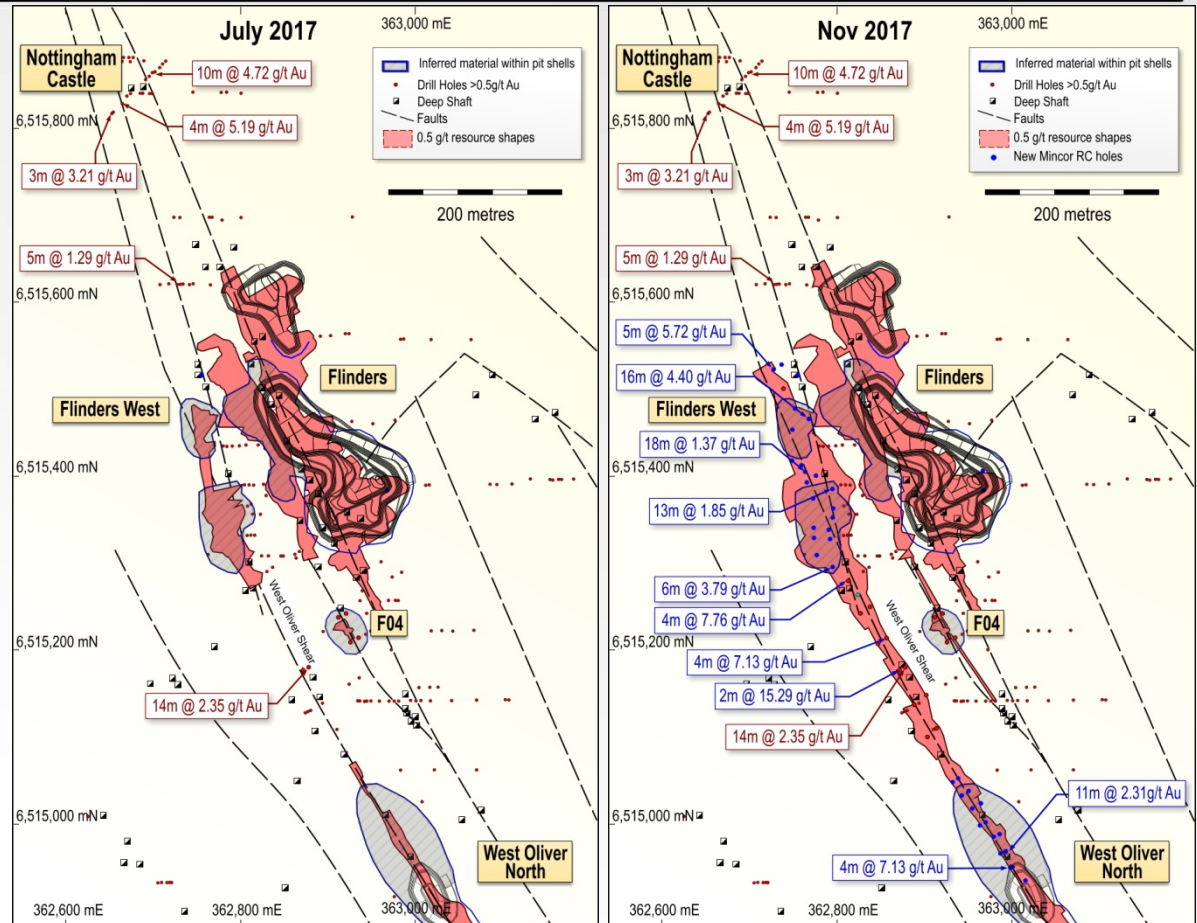 July 2017
363,000 mE
Nottingham
Castle
10m @ 4.72 g/t Au
4m @ 5.19 g/t Au
6,515,800 mN
3m @ 3.21 g/t Au
Inferred material within pit shells
Drill Holes >0.5g/t Au
Deep Shaft
Faults
0.5 g/t resource shapes
200 metres
5m @ 1.29 g/t Au
6,515,600 mN
Flinders
Flinders West
6,515,400 mN
West Oliver Shear
F04
6,515,200 mN
14m @ 2.35 g/t Au
6,515,000 mN
West Oliver
North
362,600 mE
362,800 mE
363,000 mE
Nov 2017
363,000 mE
Nottingham
Castle
10m @ 4.72 g/t Au
4m @ 5.19 g/t Au
6,515,800 mN
3m @ 3.21 g/t Au
Inferred material within pit shells
Drill Holes >0.5g/t Au
Deep Shaft
Faults
0.5 g/t resource shapes
New Mincor RC holes
200 metres
5m @ 1.29 g/t Au
6,515,600 mN
5m @ 5.72 g/t Au
16m @ 4.40 g/t Au
Flinders
Flinders West
18m @ 1.37 g/t Au
6,515,400 mN
13m @ 1.85 g/t Au
6m @ 3.79 g/t Au
4m @ 7.76 g/t Au
West Oliver Shear
F04
6,515,200 mN
4m @ 7.13 g/t Au
2m @ 15.29 g/t Au
14m @ 2.35 g/t Au
11m @ 2.31g/t Au
6,515,000 mN
West Oliver
North
4m @ 7.13 g/t Au
362,600 mE
362,800 mE
363,000 mE